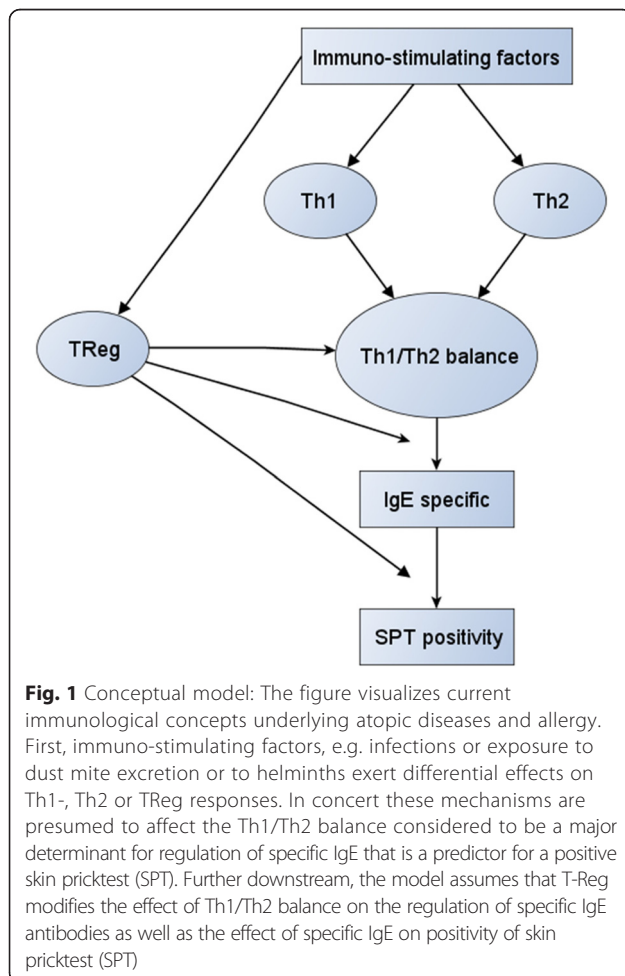 Immuno-stimulating factors
Th1
Th2
TReg
Th1/Th2 balance
IgE specific
SPT positivity
Fig. 1 Conceptual model: The figure visualizes current
immunological concepts underlying atopic diseases and allergy.
First, immuno-stimulating factors, e.g. infections or exposure to
dust mite excretion or to helminths exert differential effects on
Th1-, Th2 or TReg responses. In concert these mechanisms are
presumed to affect the Th1/Th2 balance considered to be a major
determinant for regulation of specific IgE that is a predictor for a positive
skin pricktest (SPT). Further downstream, the model assumes that T-Reg
modifies the effect of Th1/Th2 balance on the regulation of specific IgE
antibodies as well as the effect of specific IgE on positivity of skin
pricktest (SPT)